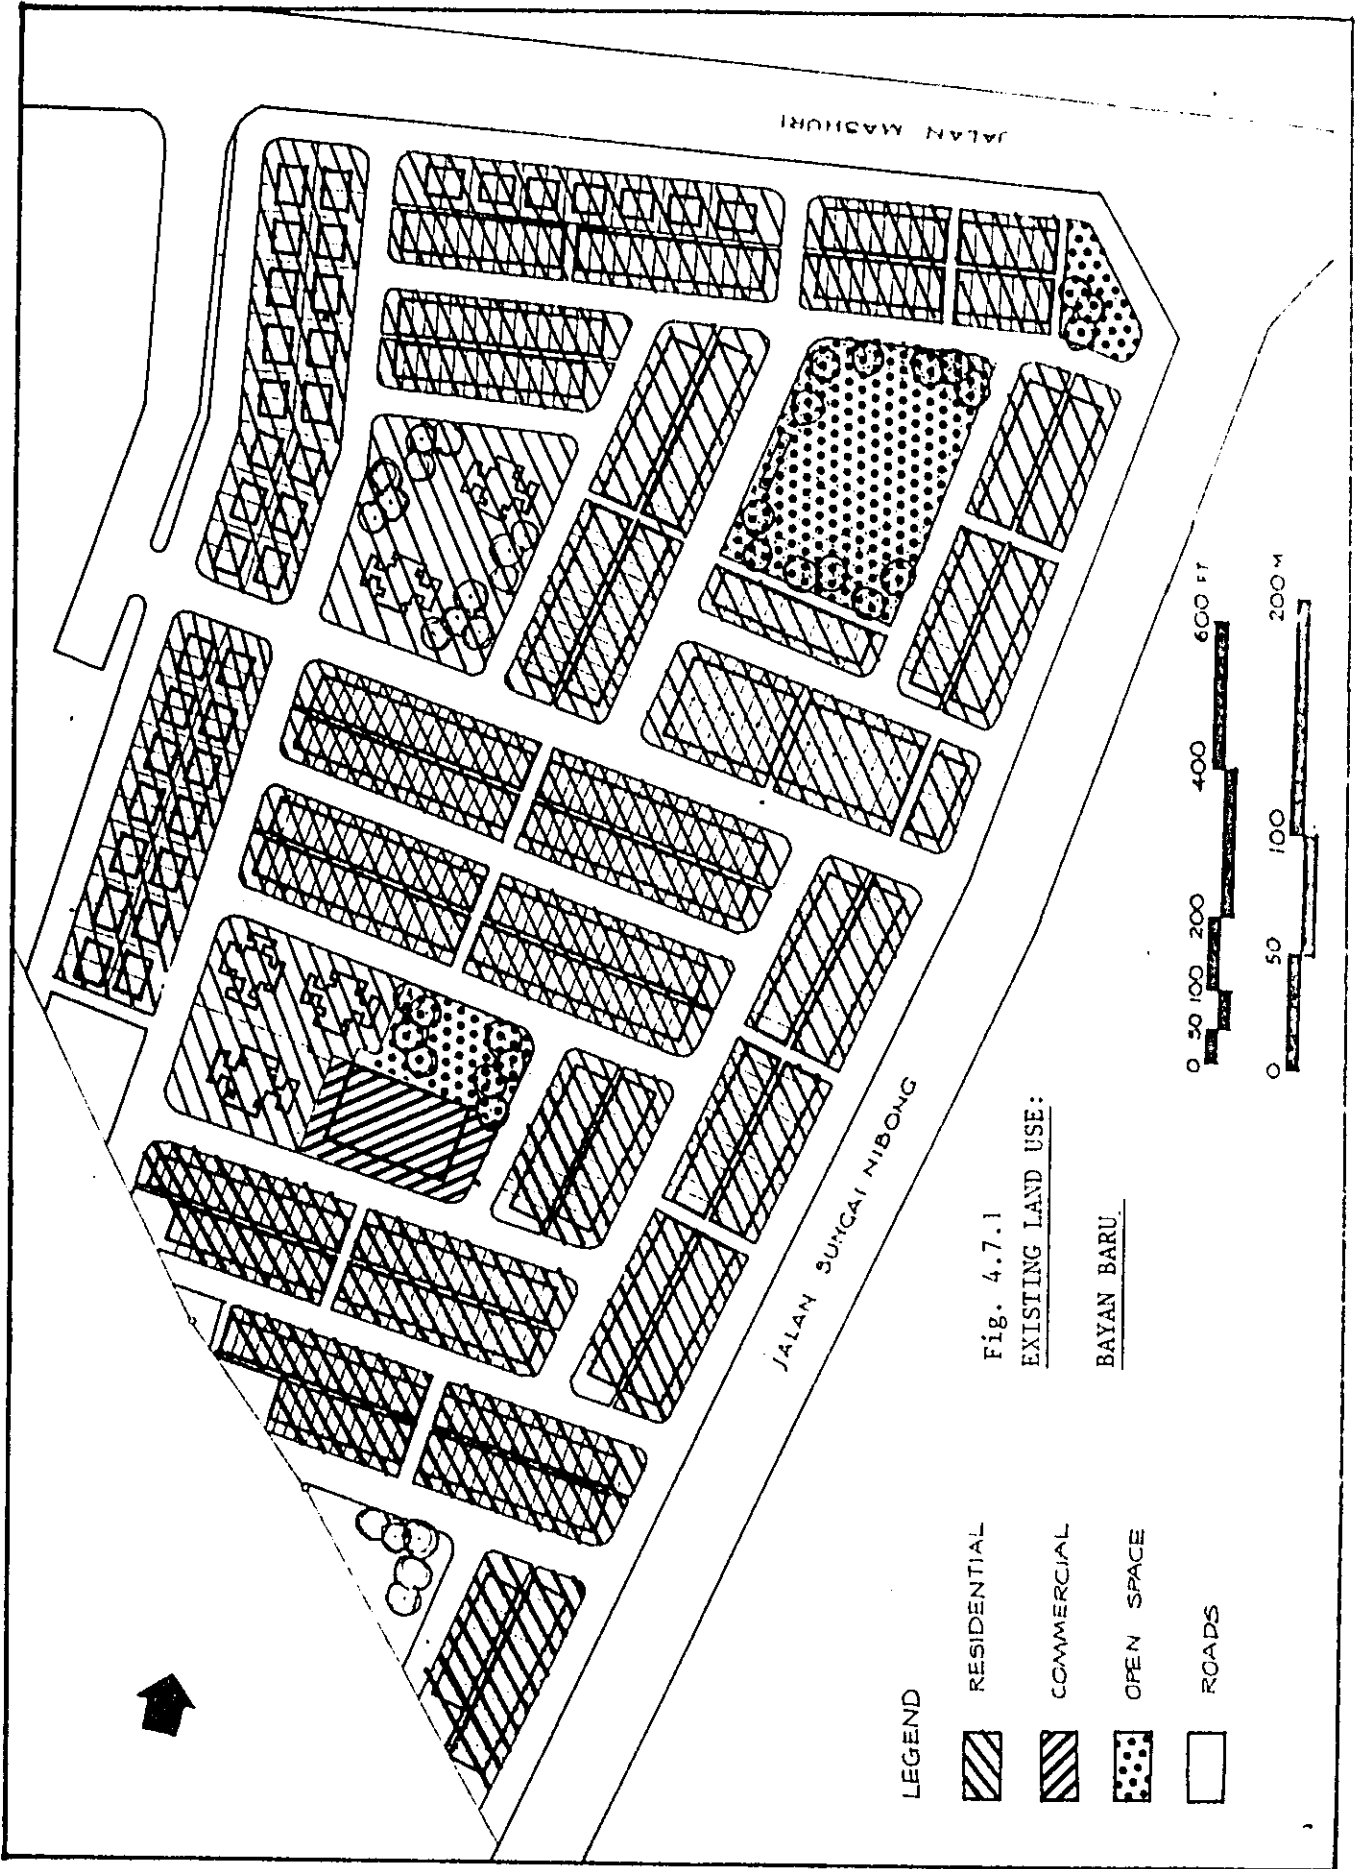 JALAN MASHURI
JALAN SUNGAI NIBONG
Fig. 4.7.1
EXISTING LAND USE:
BAYAN BARU.
0 50 100 200 400 600 FT
0 50 100 200 M
LEGEND
RESIDENTIAL
COMMERCIAL
OPEN SPACE
ROADS